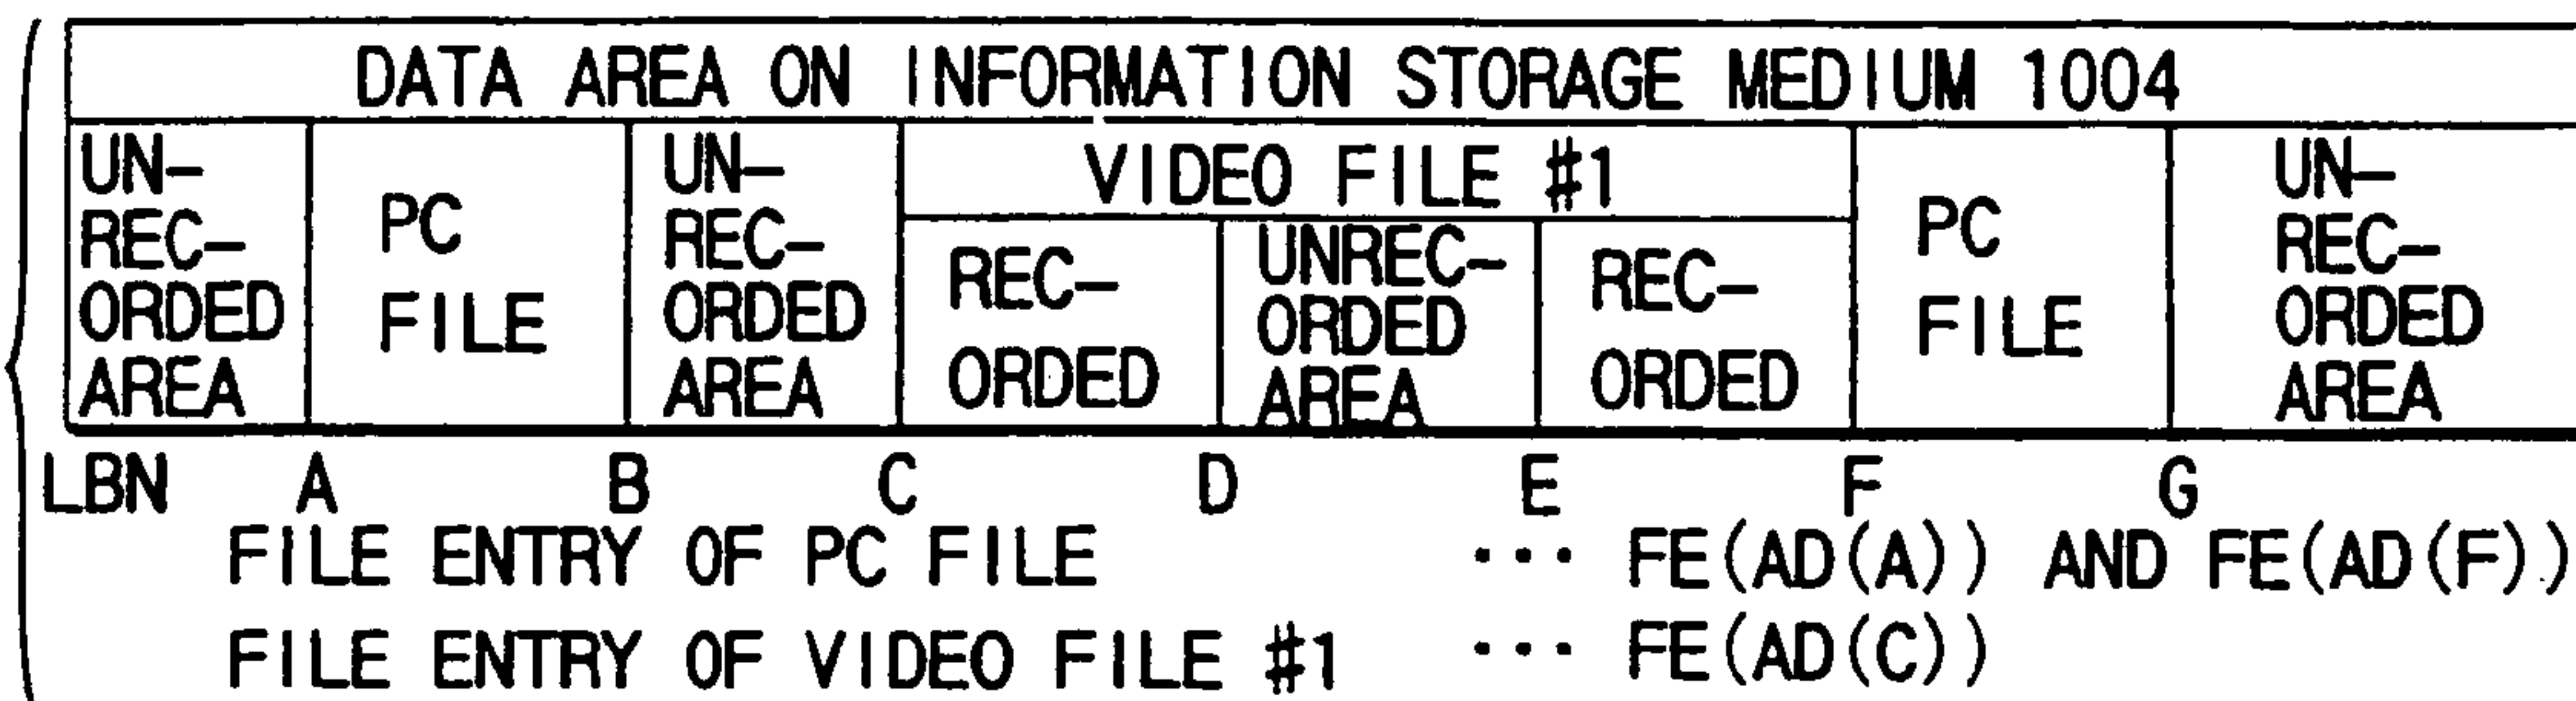 DATA AREA ON INFORMATION STORAGE MEDIUM 1004
UN-
REC-
ORDED
AREA
PC
FILE
UN-
REC-
ORDED
AREA
VIDEO FILE #1
REC-
ORDED
UNREC-
ORDED
AREA
REC-
ORDED
PC
FILE
UN-
REC-
ORDED
AREA
LBN A B C D E F G
FILE ENTRY OF PC FILE ··· FE(AD(A)) AND FE(AD(F))
FILE ENTRY OF VIDEO FILE #1 ··· FE(AD(C))